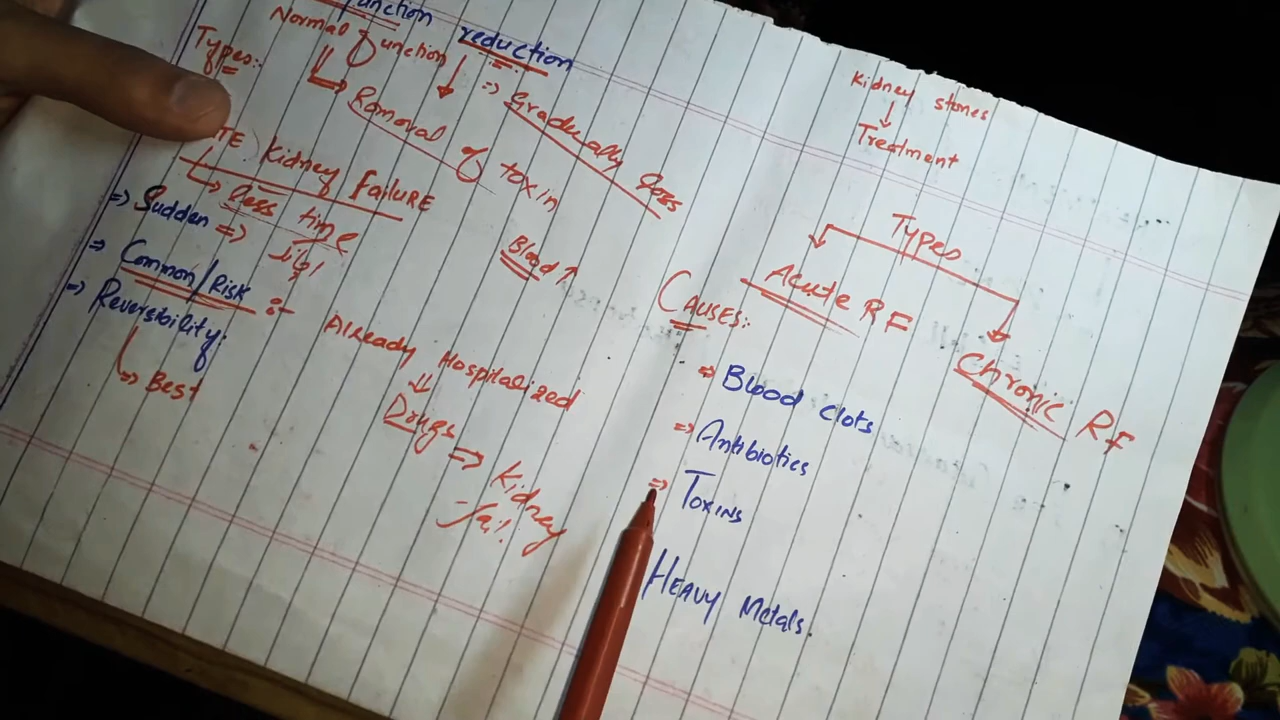 Function reduction
Normal Function
=> Gradually loss
Removal of toxin
Types:
TE Kidney FAILURE
less time
=> Sudden =>
=> Common/Risk :-
=> Reversibility.
=> Best
Blood ↑
Already Hospitalized
Drugs => Kidney
fail
Kidney stones
Treatment
Types
Acute RF
Chronic RF
CAUSES:
=> Blood clots
=> Antibiotics
=> Toxins
HEAVY Metals.